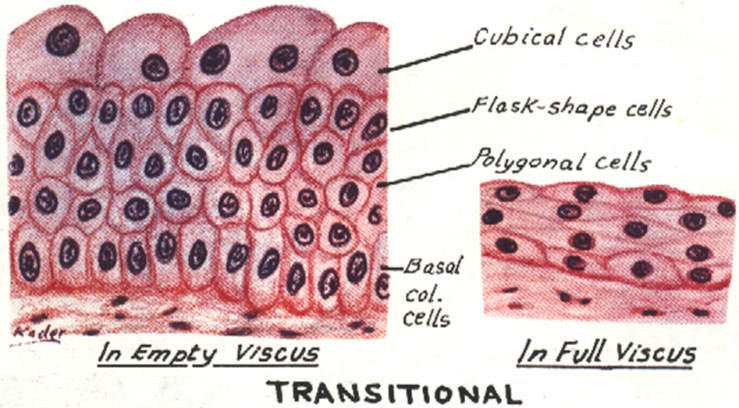 Cubical cells
Flask-shape cells
Polygonal cells
Basal
col.
cells
Kader
In Empty Viscus
In Full Viscus
TRANSITIONAL